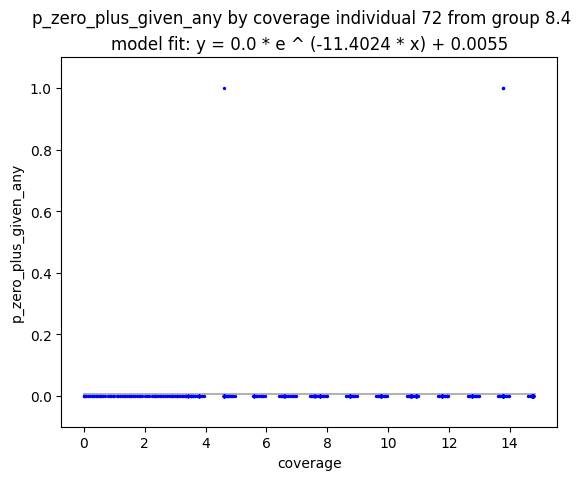 p_zero_plus_given_any by coverage individual 72 from group 8.4
model fit: y = 0.0 * e ^ (-11.4024 * x) + 0.0055
1.0
0.8
0.6
0.4
0.2
0.0
p_zero_plus_given_any
0 2 4 6 8 10 12 14
coverage